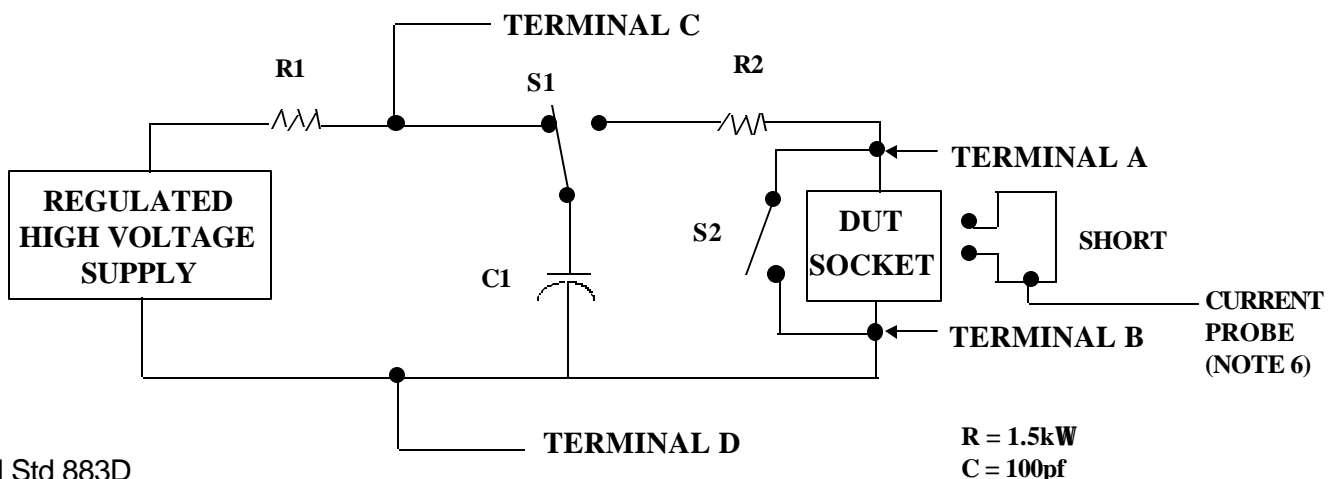 TERMINAL C
R1
S1
R2
TERMINAL A
REGULATED
HIGH VOLTAGE
SUPPLY
S2
DUT
SOCKET
SHORT
C1
CURRENT
PROBE
(NOTE 6)
TERMINAL B
TERMINAL D
R = 1.5kW
C = 100pf
l Std 883D